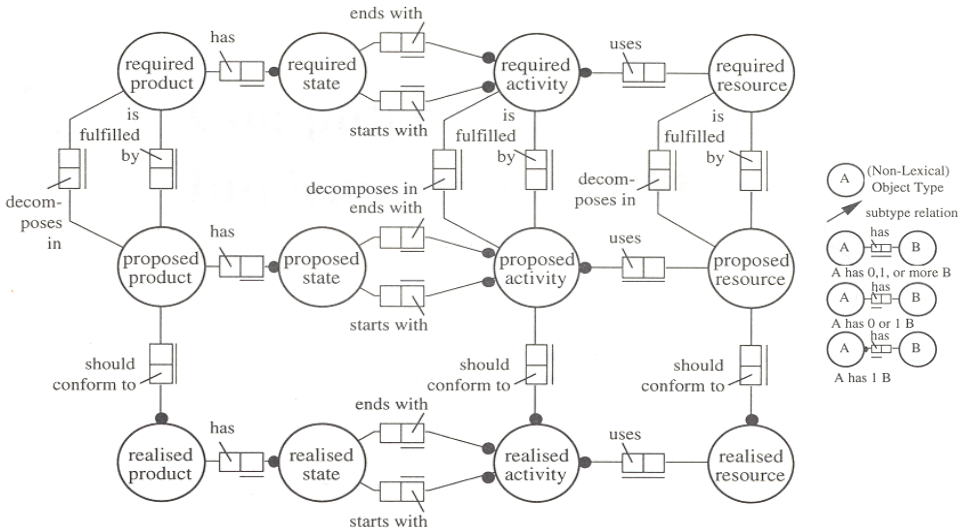 ends with
has
uses
required
product
required
state
required
activity
required
resource
starts with
is
fulfilled
by
is
fulfilled
by
is
fulfilled
by
decom-
poses
in
decomposes in
decom-
poses in
ends with
has
uses
proposed
product
proposed
state
proposed
activity
proposed
resource
starts with
should
conform to
should
conform to
should
conform to
ends with
has
uses
realised
product
realised
state
realised
activity
realised
resource
starts with
A
(Non-Lexical)
Object Type
subtype relation
has
A
B
A has 0,1, or more B
has
A
B
A has 0 or 1 B
has
A
B
A has 1 B